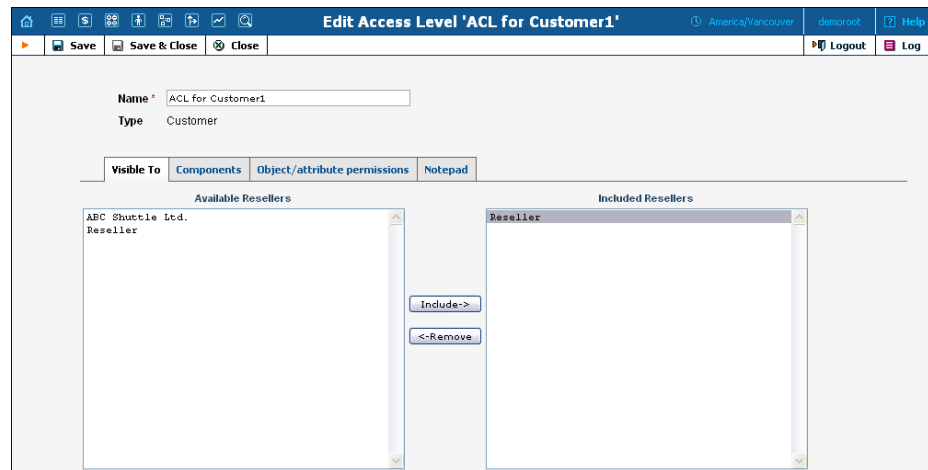 Edit Access Level 'ACL for Customer1' America/Vancouver demoroot Help
Save Save & Close Close Logout Log
Name * ACL for Customer1
Type Customer
Visible To Components Object/attribute permissions Notepad
Available Resellers Included Resellers
ABC Shuttle Ltd. Reseller
Reseller
Include->
<-Remove